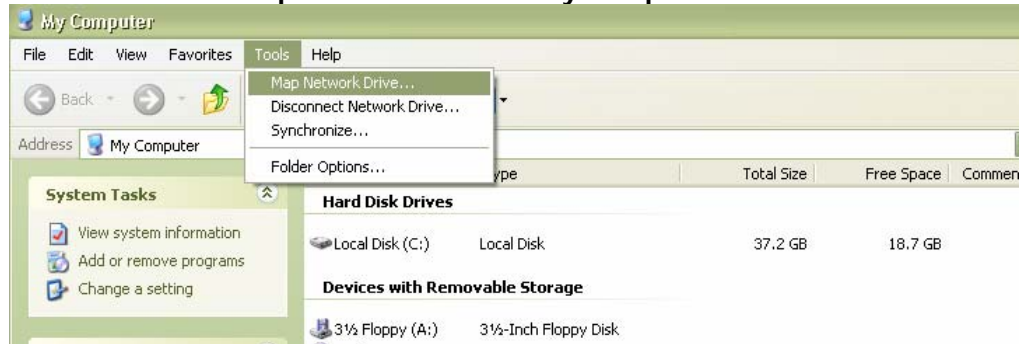 My Computer
File Edit View Favorites Tools Help
Map Network Drive...
Back
Disconnect Network Drive...
Synchronize...
Address My Computer
Folder Options...
Total Size Free Space
System Tasks
Hard Disk Drives
View system information
Local Disk (C:) Local Disk 37.2 GB 18.7 GB
Add or remove programs
Change a setting
Devices with Removable Storage
3½ Floppy (A:) 3½-Inch Floppy Disk